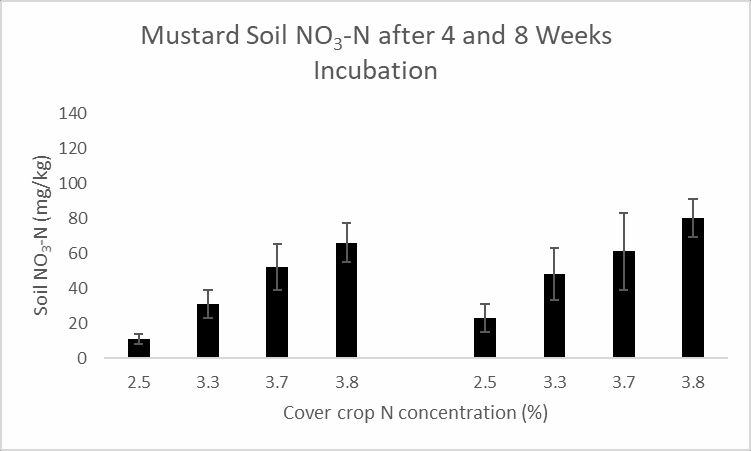 Mustard Soil NO₃-N after 4 and 8 Weeks
Incubation
Soil NO₃-N (mg/kg)
140
120
100
80
60
40
20
0
2.5 3.3 3.7 3.8 2.5 3.3 3.7 3.8
Cover crop N concentration (%)